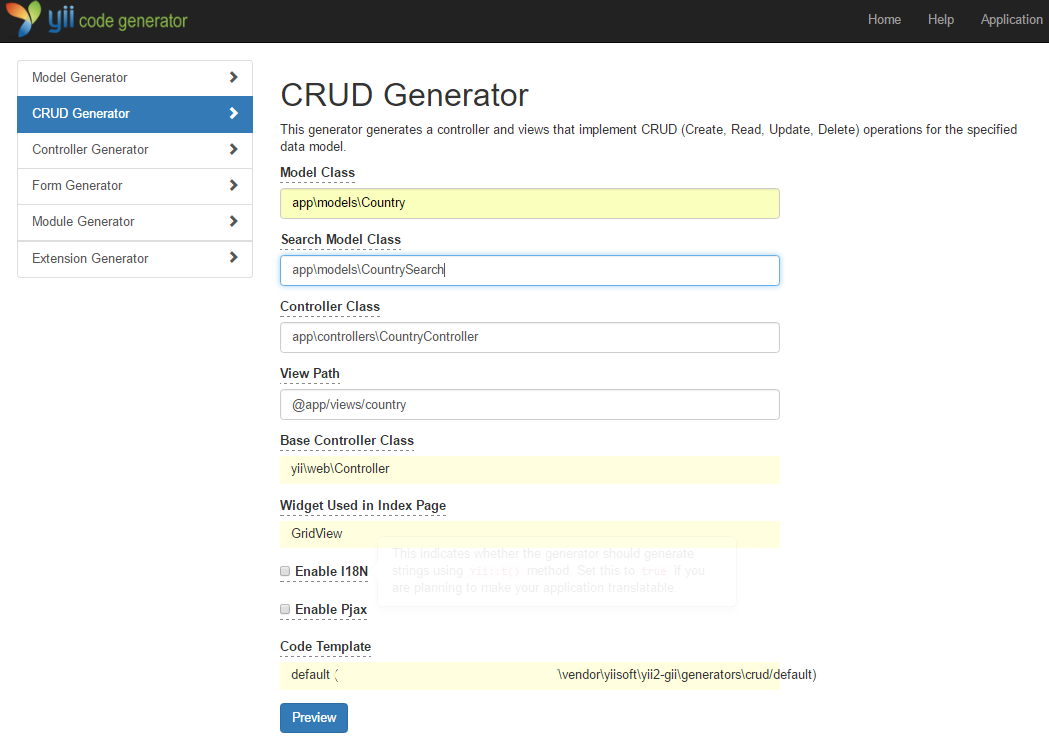 yii code generator
Home Help Application
Model Generator
CRUD Generator
Controller Generator
Form Generator
Module Generator
Extension Generator
CRUD Generator
This generator generates a controller and views that implement CRUD (Create, Read, Update, Delete) operations for the specified
data model.
Model Class
app\models\Country
Search Model Class
app\models\CountrySearch
Controller Class
app\controllers\CountryController
View Path
@app/views/country
Base Controller Class
yii\web\Controller
Widget Used in Index Page
GridView
This indicates whether the generator should generate
strings using Yii::t() method. Set this to true if you
are planning to make your application translatable.
Enable I18N
Enable Pjax
Code Template
default ( \vendor\yiisoft\yii2-gii\generators\crud/default)
Preview